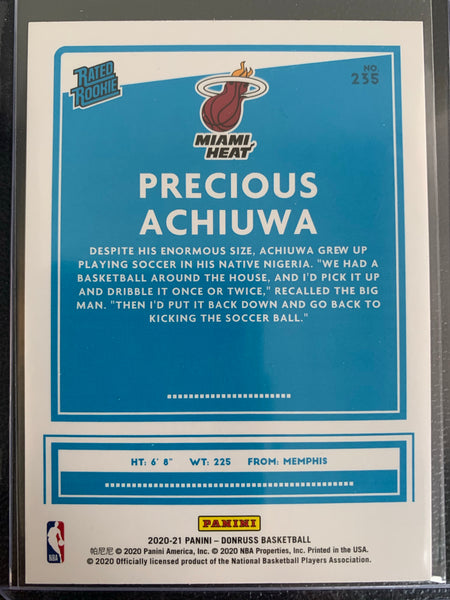 RATED
ROOKIE
NO.
235
MIAMI
HEAT
PRECIOUS
ACHIUWA
DESPITE HIS ENORMOUS SIZE, ACHIUWA GREW UP
PLAYING SOCCER IN HIS NATIVE NIGERIA. "WE HAD A
BASKETBALL AROUND THE HOUSE, AND I'D PICK IT UP
AND DRIBBLE IT ONCE OR TWICE," RECALLED THE BIG
MAN. "THEN I'D PUT IT BACK DOWN AND GO BACK TO
KICKING THE SOCCER BALL."
HT: 6' 8" WT: 225 FROM: MEMPHIS
PANINI
NBA
2020-21 PANINI – DONRUSS BASKETBALL
帕尼尼 © 2020 Panini America, Inc. © 2020 NBA Properties, Inc. Printed in the USA.
© 2020 Officially licensed product of the National Basketball Players Association.